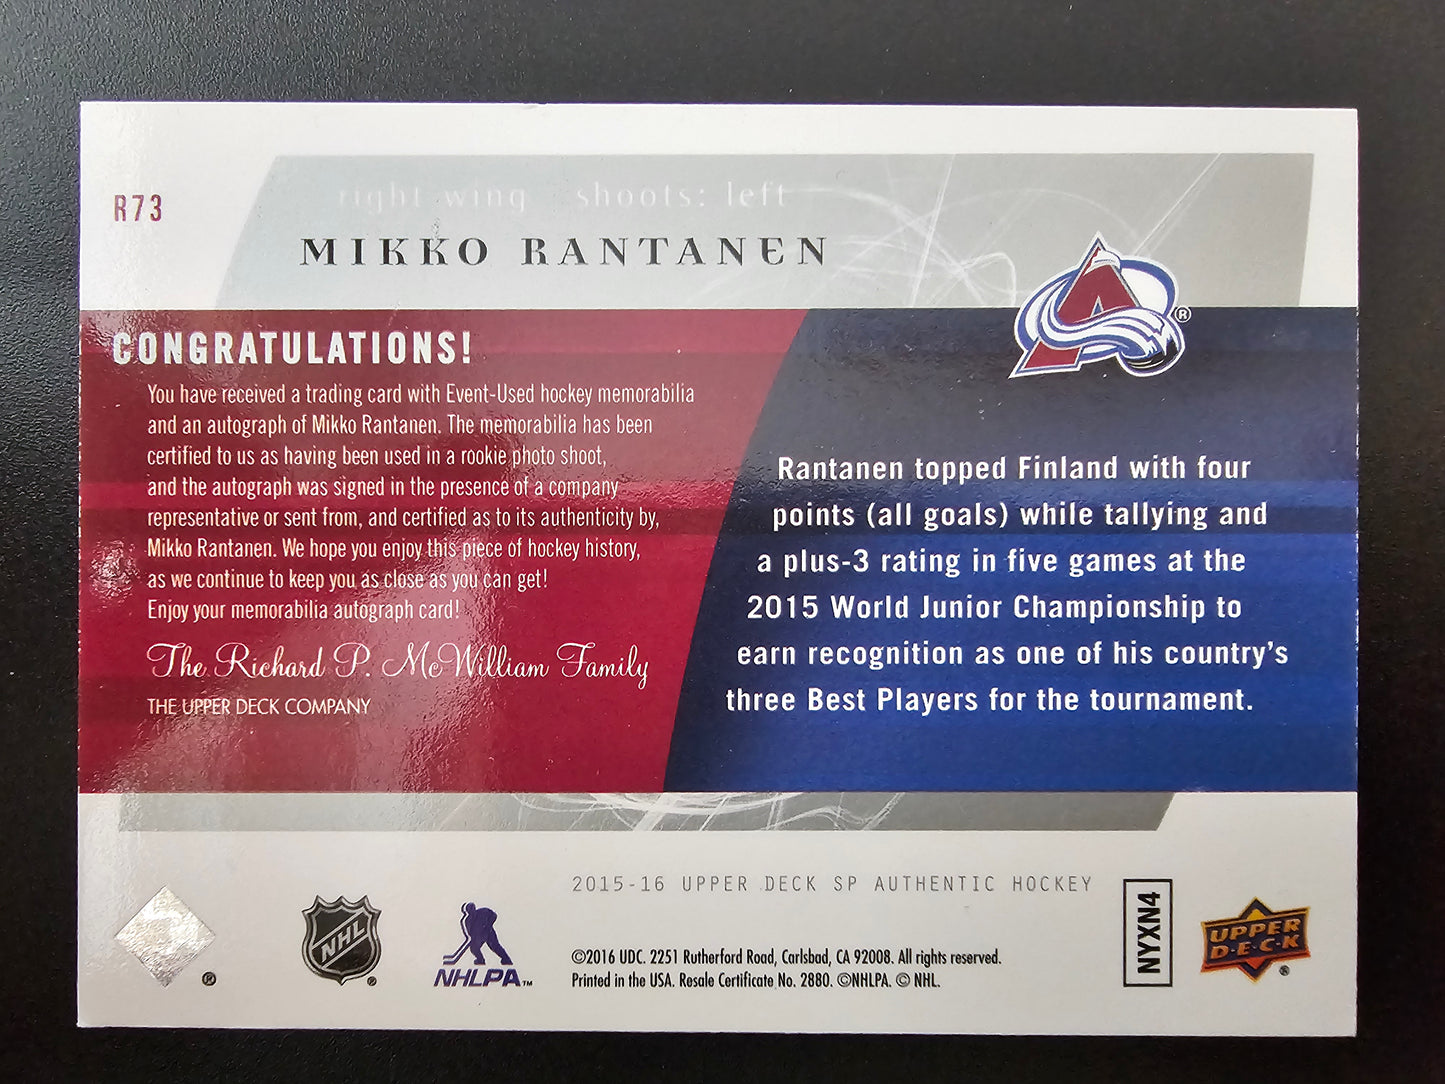 R73
right wing shoots: left
MIKKO RANTANEN
®
CONGRATULATIONS!
You have received a trading card with Event-Used hockey memorabilia
and an autograph of Mikko Rantanen. The memorabilia has been
certified to us as having been used in a rookie photo shoot,
and the autograph was signed in the presence of a company
representative or sent from, and certified as to its authenticity by,
Mikko Rantanen. We hope you enjoy this piece of hockey history,
as we continue to keep you as close as you can get!
Enjoy your memorabilia autograph card!
The Richard P. McWilliam Family
THE UPPER DECK COMPANY
Rantanen topped Finland with four
points (all goals) while tallying and
a plus-3 rating in five games at the
2015 World Junior Championship to
earn recognition as one of his country's
three Best Players for the tournament.
2015-16 UPPER DECK SP AUTHENTIC HOCKEY
®
NHL
®
NHLPA™
©2016 UDC. 2251 Rutherford Road, Carlsbad, CA 92008. All rights reserved.
Printed in the USA. Resale Certificate No. 2880. ©NHLPA. © NHL.
NYXN4
UPPER
D·E·C·K
®